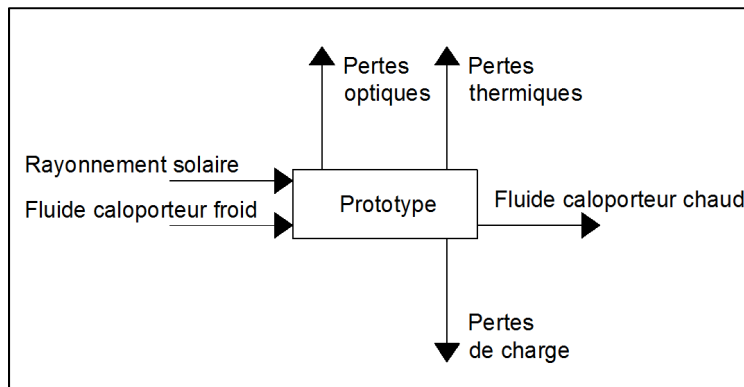 Pertes
optiques
Pertes
thermiques
Rayonnement solaire
Fluide caloporteur froid
Prototype
Fluide caloporteur chaud
Pertes
de charge